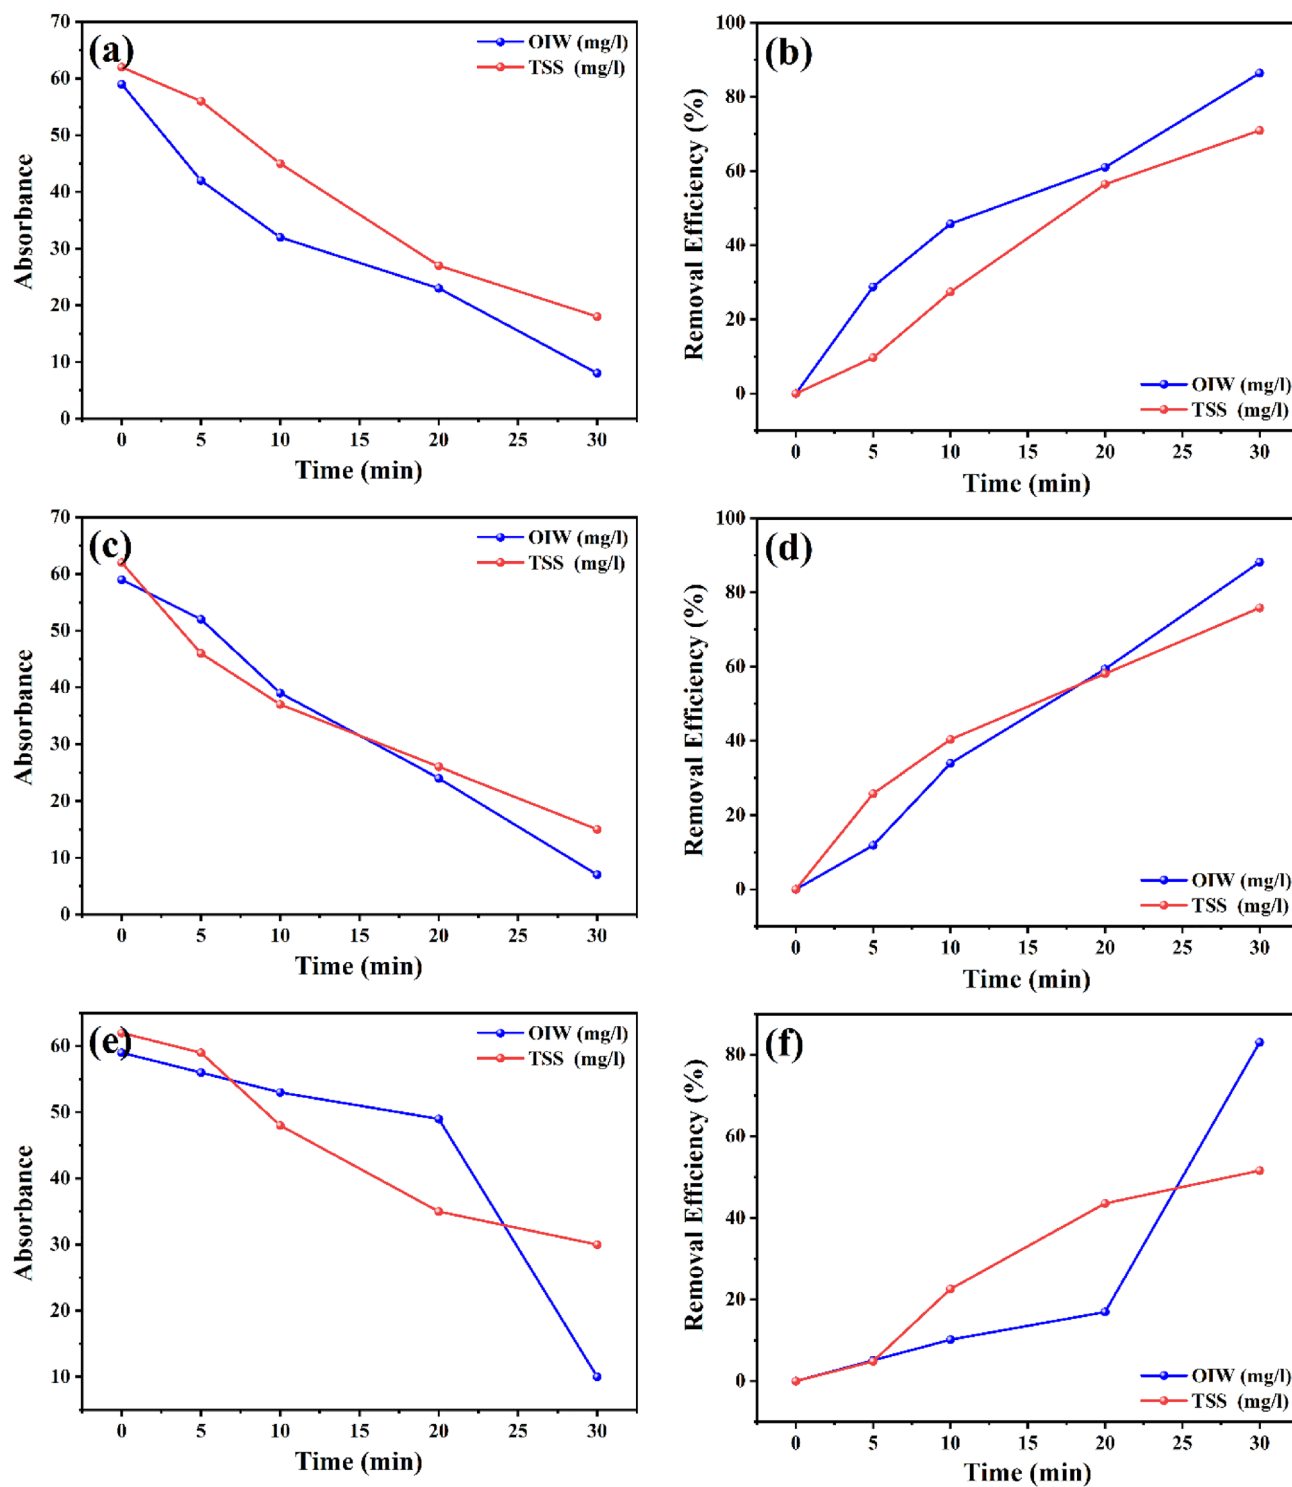 (a)
OIW (mg/l)
TSS (mg/l)
70
60
50
40
30
20
10
0
Absorbance
0 5 10 20 25 30
Time (min)
(b)
100
80
60
40
20
0
Removal Efficiency (%)
OIW (mg/l)
TSS (mg/l)
0 5 10 15 20 25 30
Time (min)
(c)
OIW (mg/l)
TSS (mg/l)
70
60
50
40
30
20
10
0
Absorbance
0 5 10 20 25 30
Time (min)
(d)
100
80
60
40
20
0
Removal Efficiency (%)
OIW (mg/l)
TSS (mg/l)
0 5 10 15 20 25 30
Time (min)
(e)
OIW (mg/l)
TSS (mg/l)
60
50
40
30
20
10
Absorbance
0 5 10 20 25 30
Time (min)
(f)
80
60
40
20
0
Removal Efficiency (%)
OIW (mg/l)
TSS (mg/l)
0 5 10 15 20 25 30
Time (min)